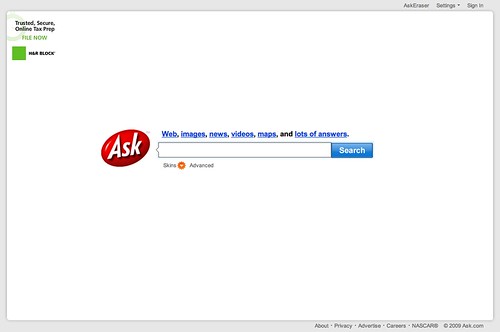 AskEraser Settings Sign In
Trusted, Secure,
Online Tax Prep
FILE NOW
H&R BLOCK®
Web, images, news, videos, maps, and lots of answers.
Ask
Search
Skins Advanced
About · Privacy · Advertise · Careers · NASCAR® © 2009 Ask.com